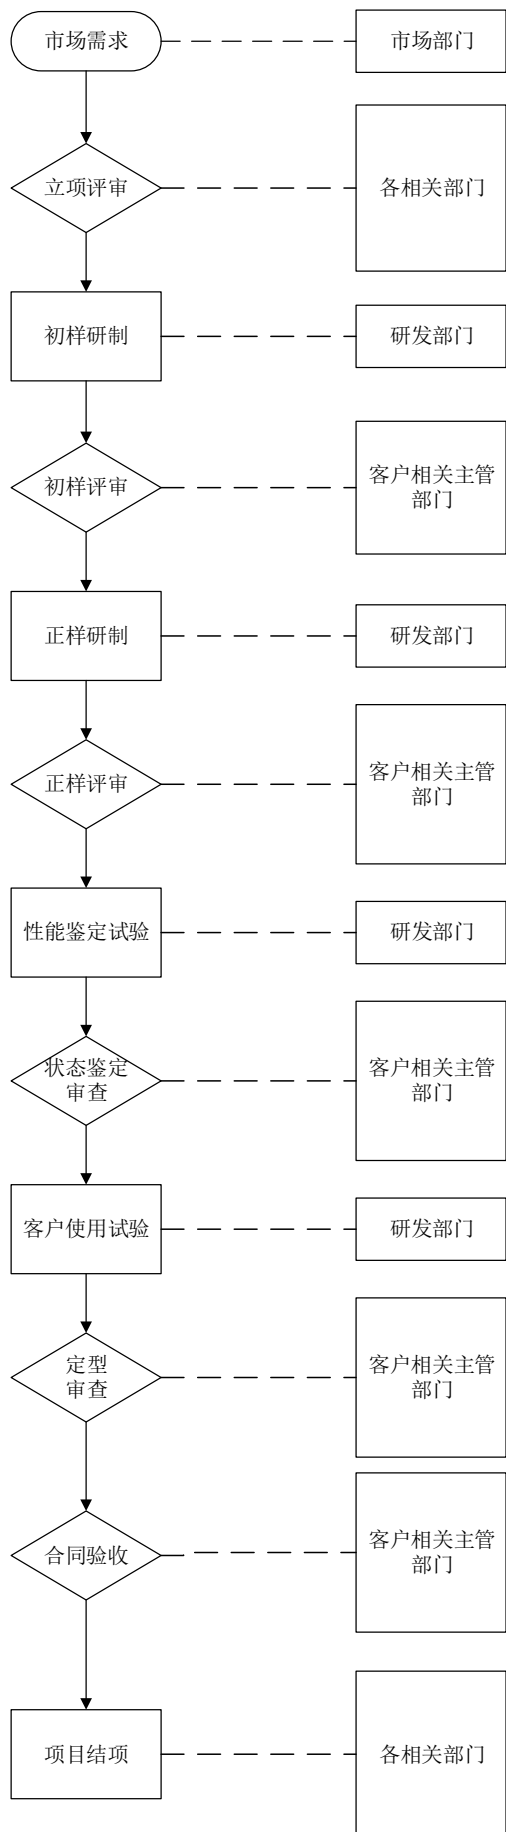 市场需求
市场部门
立项评审
各相关部门
初样研制
研发部门
初样评审
客户相关主管
部门
正样研制
研发部门
正样评审
客户相关主管
部门
性能鉴定试验
研发部门
状态鉴定
审查
客户相关主管
部门
客户使用试验
研发部门
定型
审查
客户相关主管
部门
合同验收
客户相关主管
部门
项目结项
各相关部门